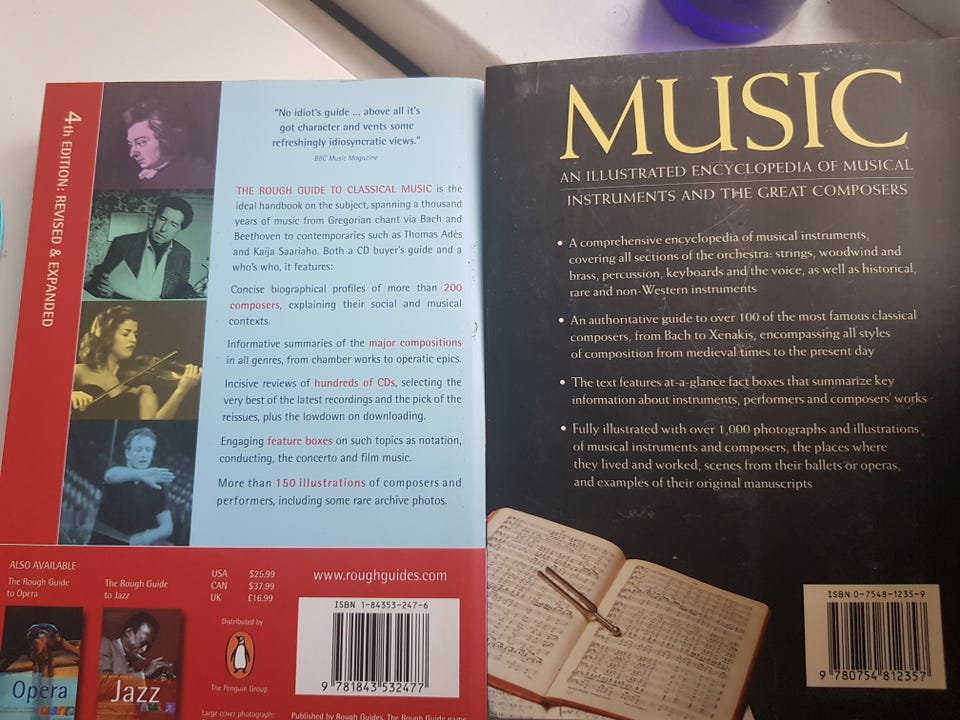 4th EDITION: REVISED & EXPANDED
"No idiot's guide ... above all it's
got character and vents some
refreshingly idiosyncratic views."
BBC Music Magazine
THE ROUGH GUIDE TO CLASSICAL MUSIC is the
ideal handbook on the subject, spanning a thousand
years of music from Gregorian chant via Bach and
Beethoven to contemporaries such as Thomas Adès
and Kaija Saariaho. Both a CD buyer's guide and a
who's who, it features:
Concise biographical profiles of more than 200
composers, explaining their social and musical
contexts.
Informative summaries of the major compositions
in all genres, from chamber works to operatic epics.
Incisive reviews of hundreds of CDs, selecting the
very best of the latest recordings and the pick of the
reissues, plus the lowdown on downloading.
Engaging feature boxes on such topics as notation,
conducting, the concerto and film music.
More than 150 illustrations of composers and
performers, including some rare archive photos.
ALSO AVAILABLE
The Rough Guide
to Opera
The Rough Guide
to Jazz
Opera
Jazz
USA $25.99
CAN $37.99
UK £16.99
Distributed by
The Penguin Group
Large cover photograph:
www.roughguides.com
ISBN 1-84353-247-6
9 781843 532477
Published by Rough Guides. The Rough Guide name
MUSIC
AN ILLUSTRATED ENCYCLOPEDIA OF MUSICAL
INSTRUMENTS AND THE GREAT COMPOSERS
• A comprehensive encyclopedia of musical instruments,
covering all sections of the orchestra: strings, woodwind and
brass, percussion, keyboards and the voice, as well as historical,
rare and non-Western instruments
• An authoritative guide to over 100 of the most famous classical
composers, from Bach to Xenakis, encompassing all styles
of composition from medieval times to the present day
• The text features at-a-glance fact boxes that summarize key
information about instruments, performers and composers' works
• Fully illustrated with over 1,000 photographs and illustrations
of musical instruments and composers, the places where
they lived and worked, scenes from their ballets or operas,
and examples of their original manuscripts
ISBN 0-7548-1235-9
9 780754 812357